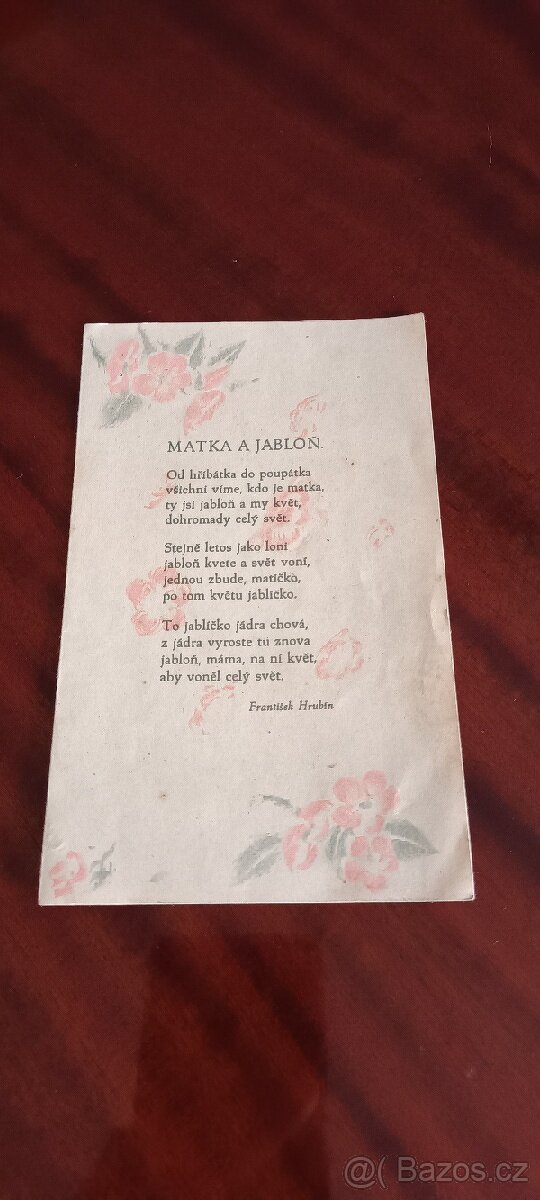 MATKA A JABLOŇ
Od hříbátka do poupátka
všichni víme, kdo je matka,
ty jsi jabloň a my květ,
dohromady celý svět.
Stejně letos jako loni
jabloň kvete a svět voní,
jednou zbude, matičko,
po tom květu jablíčko.
To jablíčko jádra chová,
z jádra vyroste tu znova
jabloň, máma, na ní květ,
aby voněl celý svět.
František Hrubín
@( Bazos.cz